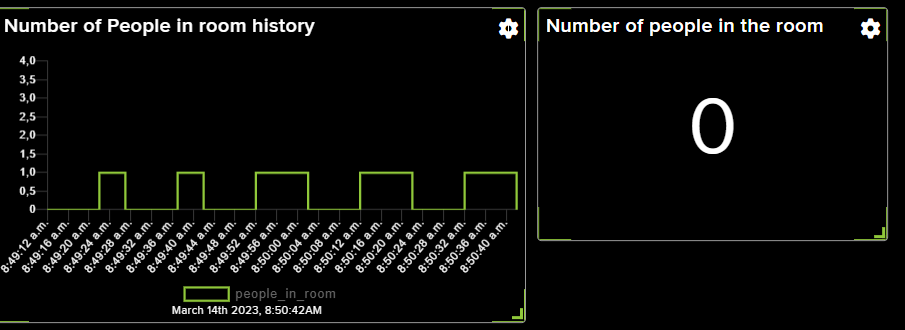 Number of People in room history
4,0
3,5
3,0
2,5
2,0
1,5
1,0
0,5
0
8:49:12 a.m.
8:49:16 a.m.
8:49:20 a.m.
8:49:24 a.m.
8:49:28 a.m.
8:49:32 a.m.
8:49:36 a.m.
8:49:40 a.m.
8:49:44 a.m.
8:49:48 a.m.
8:49:52 a.m.
8:49:56 a.m.
8:50:00 a.m.
8:50:04 a.m.
8:50:08 a.m.
8:50:12 a.m.
8:50:16 a.m.
8:50:20 a.m.
8:50:24 a.m.
8:50:28 a.m.
8:50:32 a.m.
8:50:36 a.m.
8:50:40 a.m.
people_in_room
March 14th 2023, 8:50:42AM
Number of people in the room
0